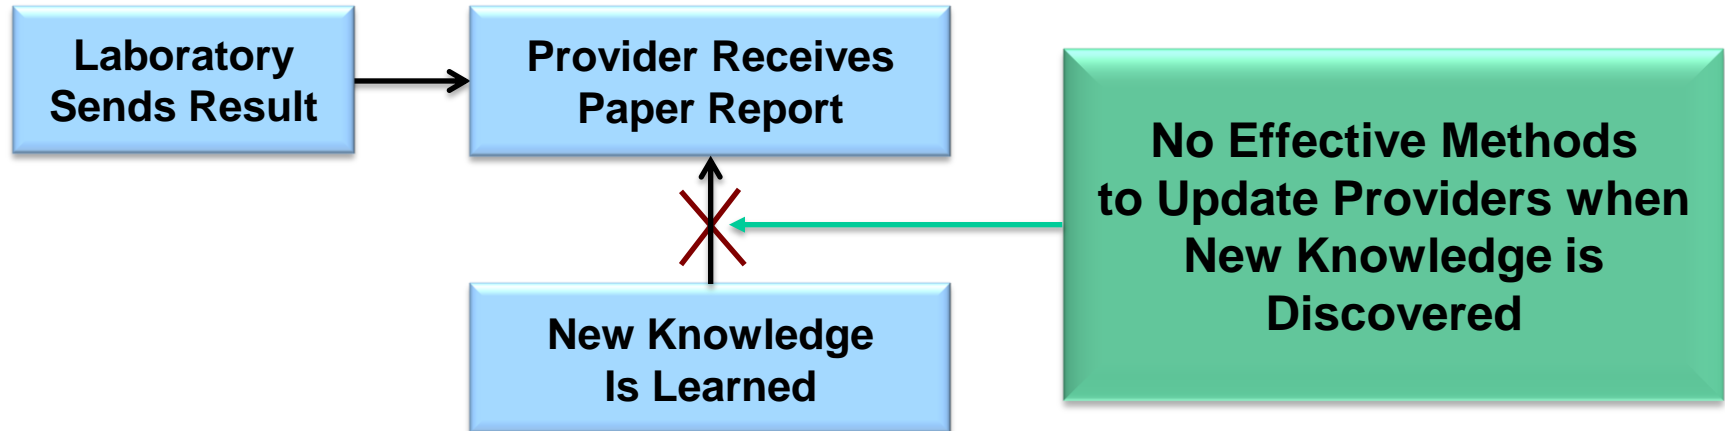 Laboratory
Sends Result
Provider Receives
Paper Report
No Effective Methods
to Update Providers when
New Knowledge is
Discovered
New Knowledge
Is Learned